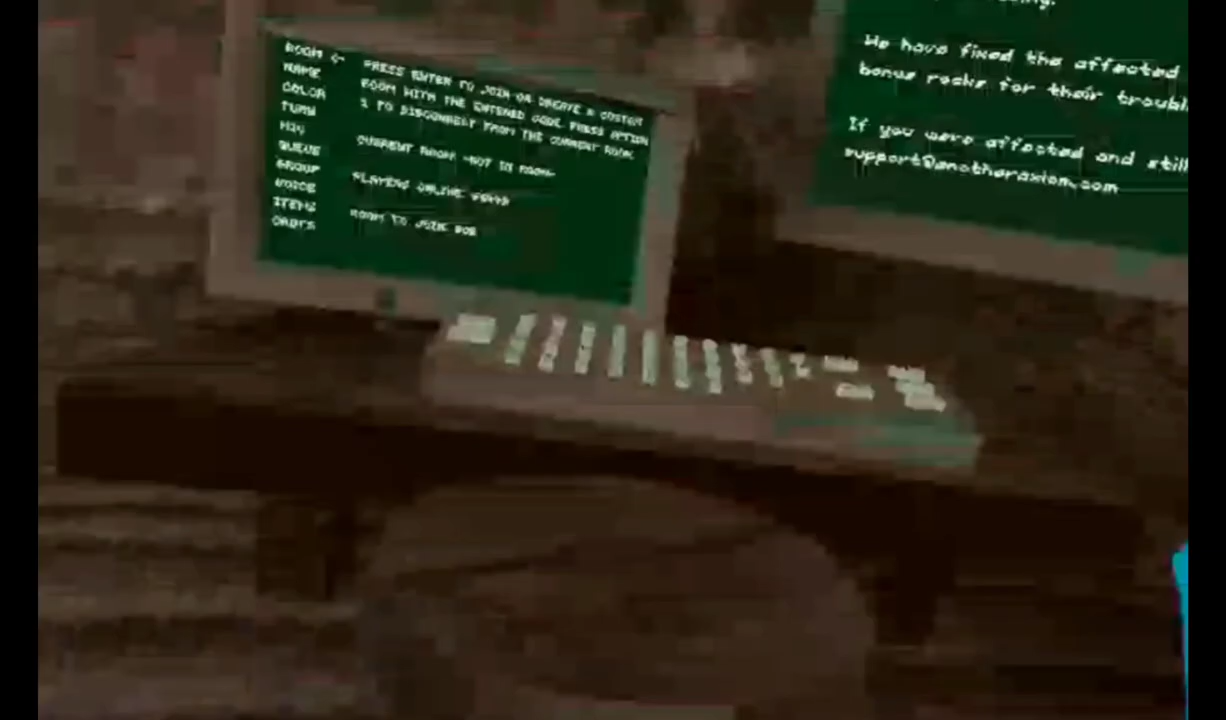 ROOM <- PRESS ENTER TO JOIN OR CREATE A CUSTOM
NAME ROOM WITH THE ENTERED CODE. PRESS OPTION
COLOR 1 TO DISCONNECT FROM THE CURRENT ROOM.
TURN
MIC CURRENT ROOM -NOT IN ROOM-
QUEUE
GROUP PLAYERS ONLINE
VOICE
ITEMS ROOM TO JOIN
We have fixed the affected
bonus rocks for their
If you were affected and still
support@anotheraxiom.com